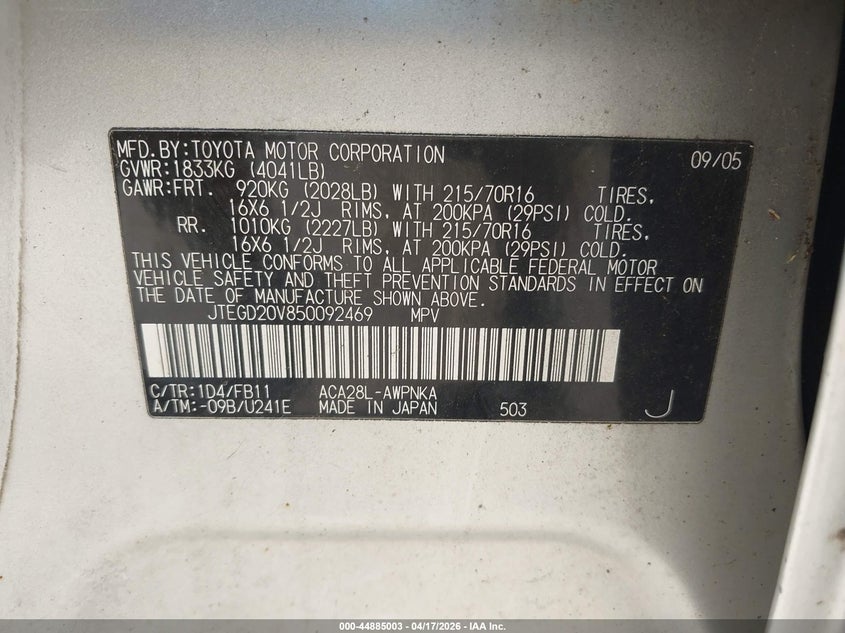 MFD.BY:TOYOTA MOTOR CORPORATION 09/05
GVWR:1833KG (4041LB)
GAWR:FRT. 920KG (2028LB) WITH 215/70R16 TIRES,
16X6 1/2J RIMS, AT 200KPA (29PSI) COLD.
RR. 1010KG (2227LB) WITH 215/70R16 TIRES,
16X6 1/2J RIMS, AT 200KPA (29PSI) COLD.
THIS VEHICLE CONFORMS TO ALL APPLICABLE FEDERAL MOTOR
VEHICLE SAFETY AND THEFT PREVENTION STANDARDS IN EFFECT ON
THE DATE OF MANUFACTURE SHOWN ABOVE.
JTEGD20V850092469 MPV
C/TR:1D4/FB11 ACA28L-AWPNKA
A/TM:-09B/U241E MADE IN JAPAN 503 J
000-44885003 - 04/17/2026 - IAA Inc.